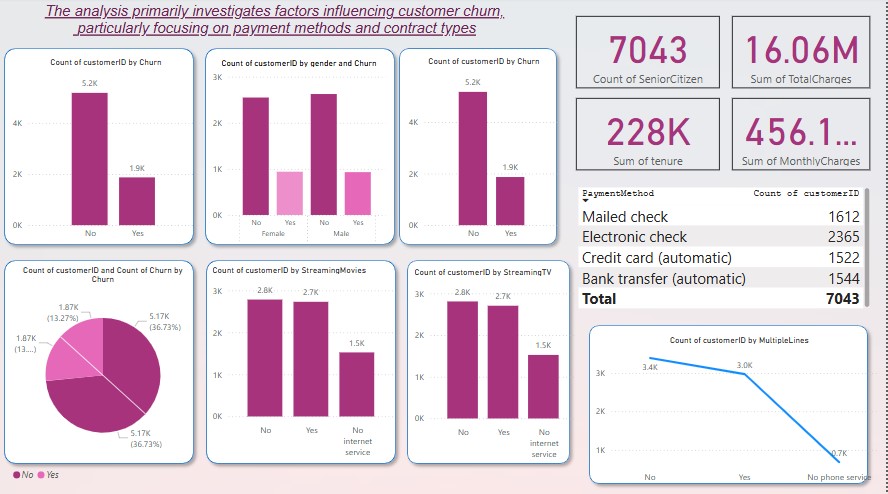 The analysis primarily investigates factors influencing customer churn,
particularly focusing on payment methods and contract types
7043
Count of SeniorCitizen
16.06M
Sum of TotalCharges
228K
Sum of tenure
456.1...
Sum of MonthlyCharges
Count of customerID by Churn
5.2K
4K
2K
1.9K
0K
No Yes
Count of customerID by gender and Churn
3K
2K
1K
0K
No Yes No Yes
Female Male
Count of customerID by Churn
5.2K
4K
2K
1.9K
0K
No Yes
PaymentMethod Count of customerID
Mailed check 1612
Electronic check 2365
Credit card (automatic) 1522
Bank transfer (automatic) 1544
Total 7043
Count of customerID and Count of Churn by
Churn
1.87K
(13.27%)
5.17K
(36.73%)
1.87K
(13....)
5.17K
(36.73%)
No Yes
Count of customerID by StreamingMovies
3K
2.8K
2.7K
2K
1.5K
1K
0K
No Yes No
internet
service
Count of customerID by StreamingTV
3K
2.8K
2.7K
2K
1.5K
1K
0K
No Yes No
internet
service
Count of customerID by MultipleLines
3K
3.4K
3.0K
2K
1K
0.7K
No Yes No phone service